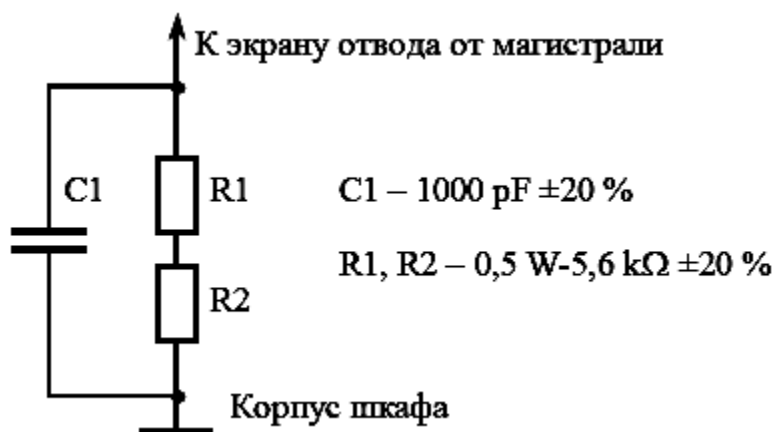 К экрану отвода от магистрали
C1
R1
C1 – 1000 pF ±20 %
R1, R2 – 0,5 W-5,6 kΩ ±20 %
R2
Корпус шкафа